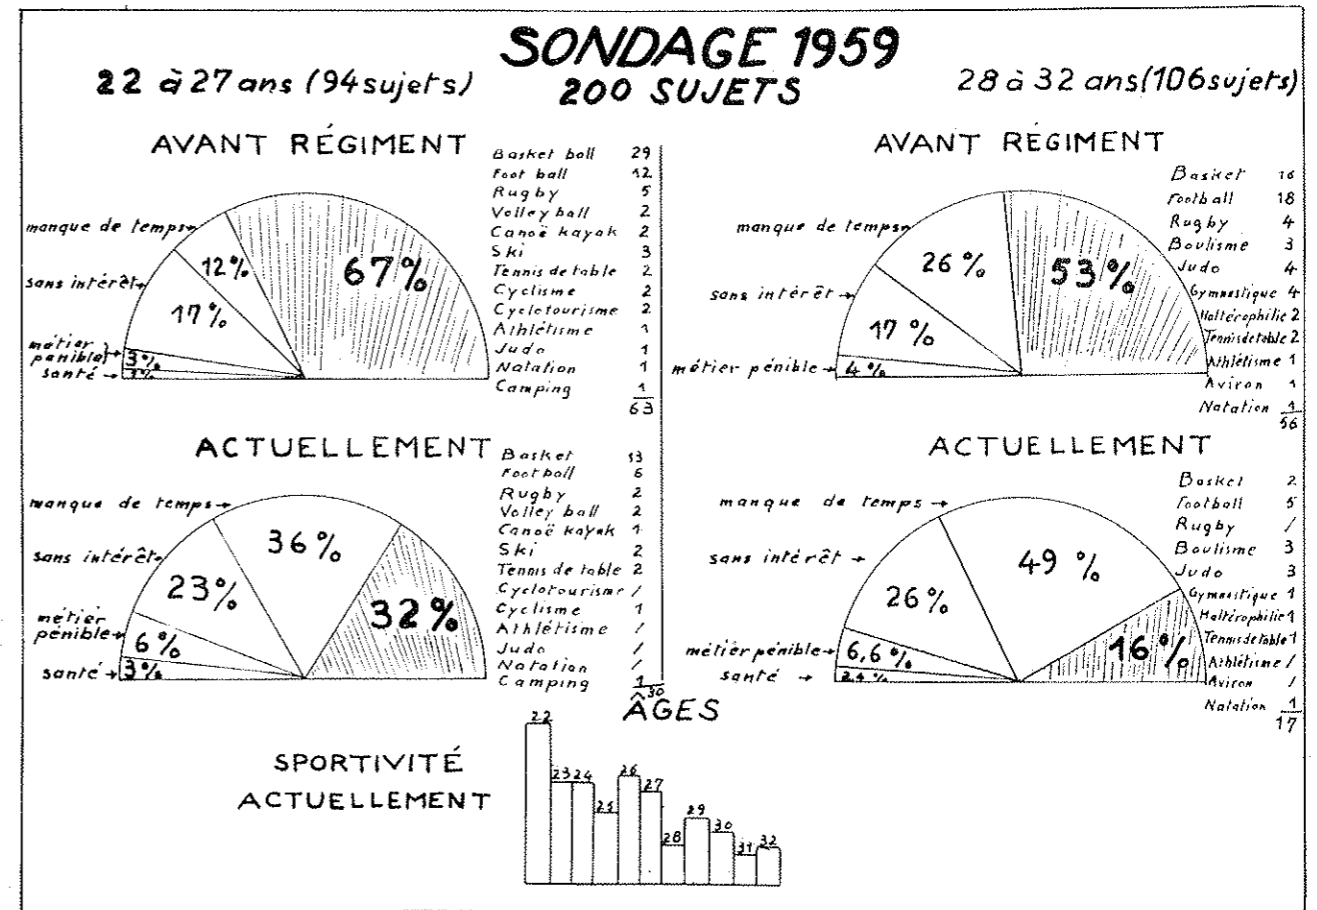 SONDAGE 1959
200 SUJETS
22 à 27 ans (94 sujets)
AVANT RÉGIMENT
manque de temps
sans intérêt
métier
pénible
santé
67%
12%
17%
3%
Basket ball 29
Foot ball 12
Rugby 5
Volley ball 2
Canoë kayak 2
Ski 3
Tennis de table 2
Cyclisme 2
Cyclotourisme 2
Athlétisme 1
Judo 1
Natation 1
Camping 1
63
ACTUELLEMENT
manque de temps
sans intérêt
métier
pénible
santé
36%
23%
32%
6%
3%
Basket 13
Football 6
Rugby 2
Volley ball 2
Canoë kayak 1
Ski 2
Tennis de table 2
Cyclotourisme /
Cyclisme 1
Athlétisme /
Judo /
Natation /
Camping 1
30
28 à 32 ans (106 sujets)
AVANT RÉGIMENT
manque de temps
sans intérêt
métier pénible
26%
53%
17%
4%
Basket 16
Football 18
Rugby 4
Boulisme 3
Judo 4
Gymnastique 4
Haltérophilie 2
Tennis de table 2
Athlétisme 1
Aviron 1
Natation 1
56
ACTUELLEMENT
manque de temps
sans intérêt
métier pénible
santé
49%
26%
16%
6,6%
2,4%
Basket 2
Football 5
Rugby /
Boulisme 3
Judo 3
Gymnastique 1
Haltérophilie 1
Tennis de table 1
Athlétisme /
Aviron /
Natation 1
17
ÂGES
SPORTIVITÉ
ACTUELLEMENT
22
23
24
25
26
27
28
29
30
31
32